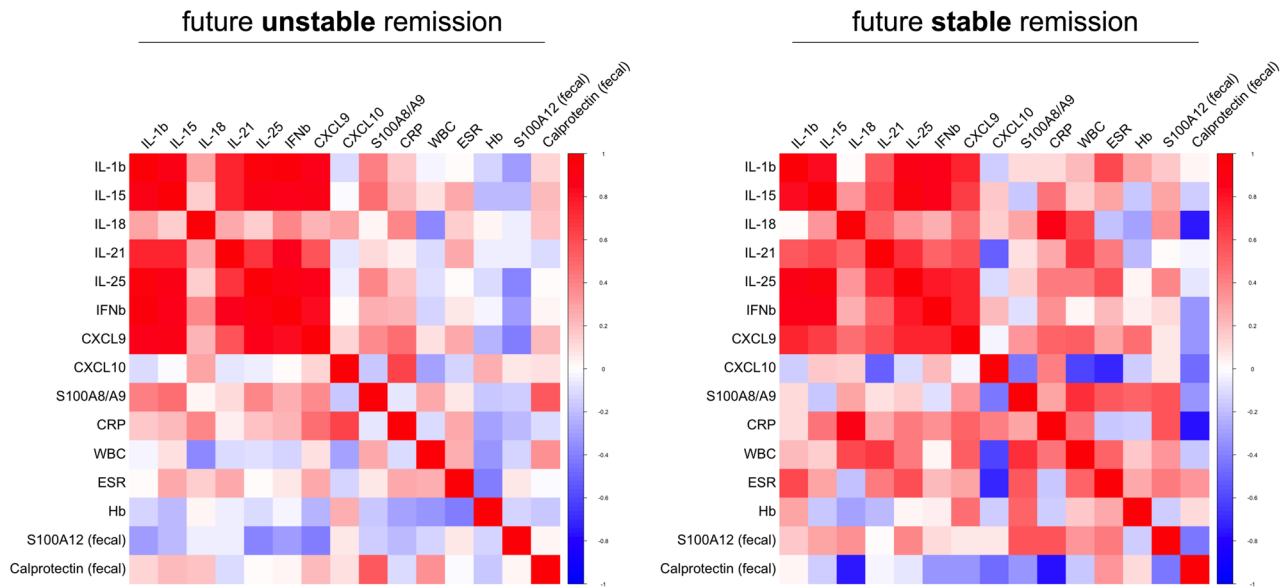 future unstable remission
IL-1b
IL-15
IL-18
IL-21
IL-25
IFNb
CXCL9
CXCL10
S100A8/A9
CRP
WBC
ESR
Hb
S100A12 (fecal)
Calprotectin (fecal)
IL-1b
IL-15
IL-18
IL-21
IL-25
IFNb
CXCL9
CXCL10
S100A8/A9
CRP
WBC
ESR
Hb
S100A12 (fecal)
Calprotectin (fecal)
1
0.8
0.6
0.4
0.2
0
-0.2
-0.4
-0.6
-0.8
-1
future stable remission
IL-1b
IL-15
IL-18
IL-21
IL-25
IFNb
CXCL9
CXCL10
S100A8/A9
CRP
WBC
ESR
Hb
S100A12 (fecal)
Calprotectin (fecal)
IL-1b
IL-15
IL-18
IL-21
IL-25
IFNb
CXCL9
CXCL10
S100A8/A9
CRP
WBC
ESR
Hb
S100A12 (fecal)
Calprotectin (fecal)
1
0.8
0.6
0.4
0.2
0
-0.2
-0.4
-0.6
-0.8
-1